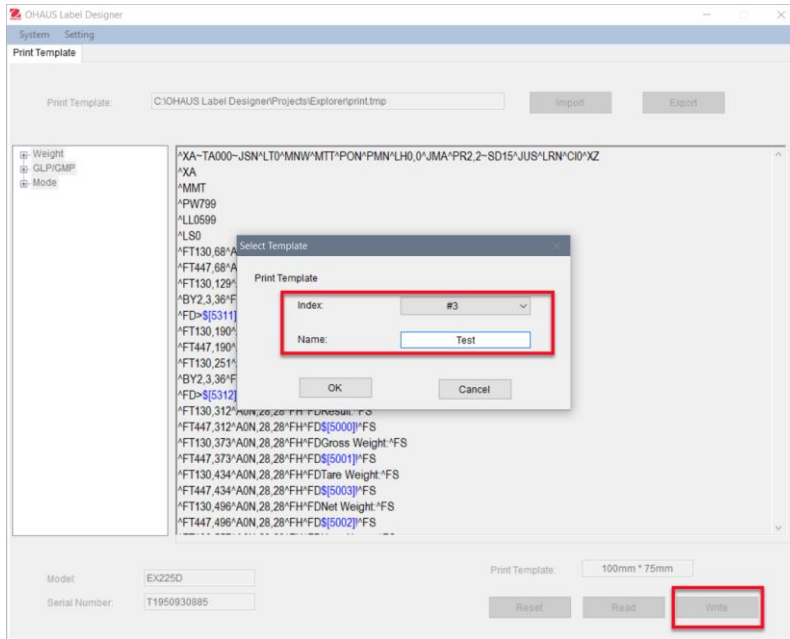 OHAUS Label Designer
System Setting
Print Template
Print Template: C:\OHAUS Label Designer\Projects\Explorer\print.tmp Import Export
Weight
GLP/GMP
Mode
^XA~TA000~JSN^LT0^MNW^MTT^PON^PMN^LH0,0^JMA^PR2,2~SD15^JUS^LRN^CI0^XZ
^XA
^MMT
^PW799
^LL0599
^LS0
^FT130,68^A
^FT447,68^A
^FT130,129^
^BY2,3,36^F
^FD>$[5311]
^FT130,190^
^FT447,190^
^FT130,251^
^BY2,3,36^F
^FD>$[5312]
^FT130,312^A0N,28,28^FH^FDResult:^FS
^FT447,312^A0N,28,28^FH^FD$[5000]!^FS
^FT130,373^A0N,28,28^FH^FDGross Weight:^FS
^FT447,373^A0N,28,28^FH^FD$[5001]!^FS
^FT130,434^A0N,28,28^FH^FDTare Weight:^FS
^FT447,434^A0N,28,28^FH^FD$[5003]!^FS
^FT130,496^A0N,28,28^FH^FDNet Weight:^FS
^FT447,496^A0N,28,28^FH^FD$[5002]!^FS
Select Template
Print Template
Index: #3
Name: Test
OK Cancel
Model: EX225D
Serial Number: T1950930885
Print Template: 100mm * 75mm
Reset Read Write